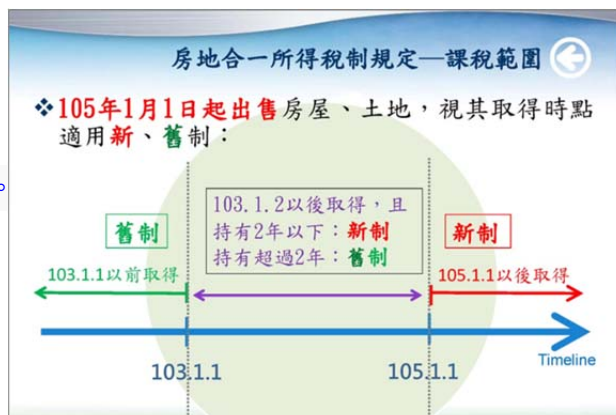 房地合一所得稅制規定—課稅範圍
❖105年1月1日起出售房屋、土地，視其取得時點
適用新、舊制：
舊制
103.1.2以後取得，且
持有2年以下：新制
持有超過2年：舊制
新制
103.1.1以前取得
105.1.1以後取得
103.1.1
105.1.1
Timeline